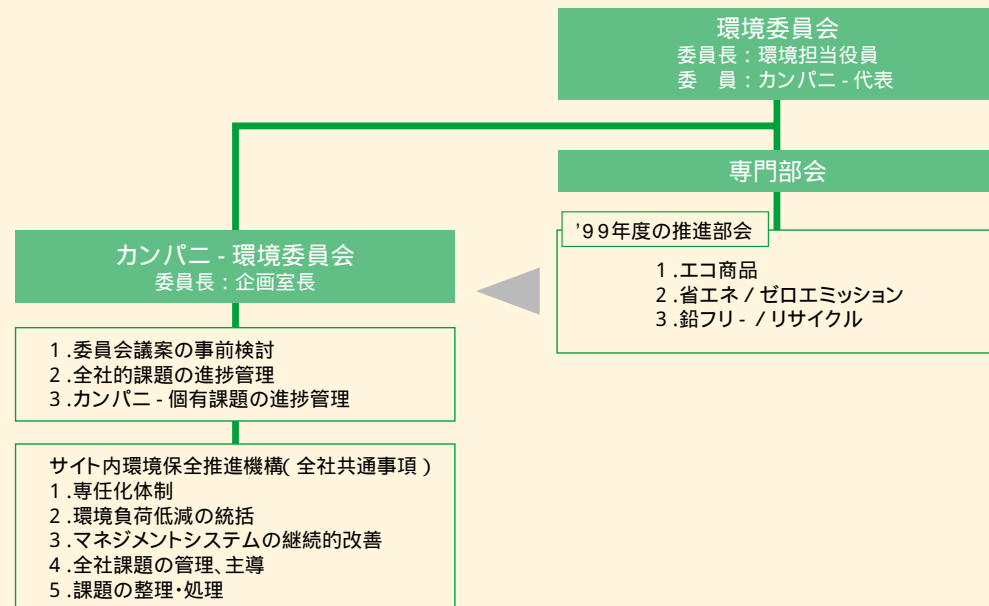 環境委員会
委員長：環境担当役員
委　員：カンパニ-代表
専門部会
’99年度の推進部会
1.エコ商品
2.省エネ/ゼロエミッション
3.鉛フリ-/リサイクル
カンパニ-環境委員会
委員長：企画室長
1.委員会議案の事前検討
2.全社的課題の進捗管理
3.カンパニ-個有課題の進捗管理
サイト内環境保全推進機構(全社共通事項)
1.専任化体制
2.環境負荷低減の統括
3.マネジメントシステムの継続的改善
4.全社課題の管理、主導
5.課題の整理・処理